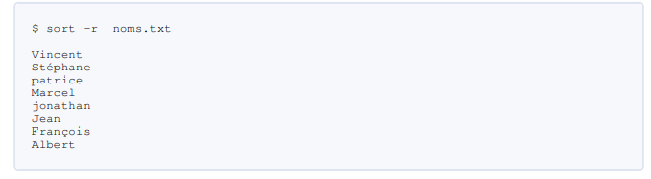 $ sort -r  noms.txt
Vincent
Stéphane
patrice
Marcel
jonathan
Jean
François
Albert